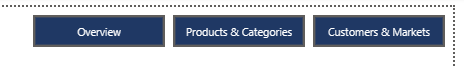 Overview
Products & Categories
Customers & Markets